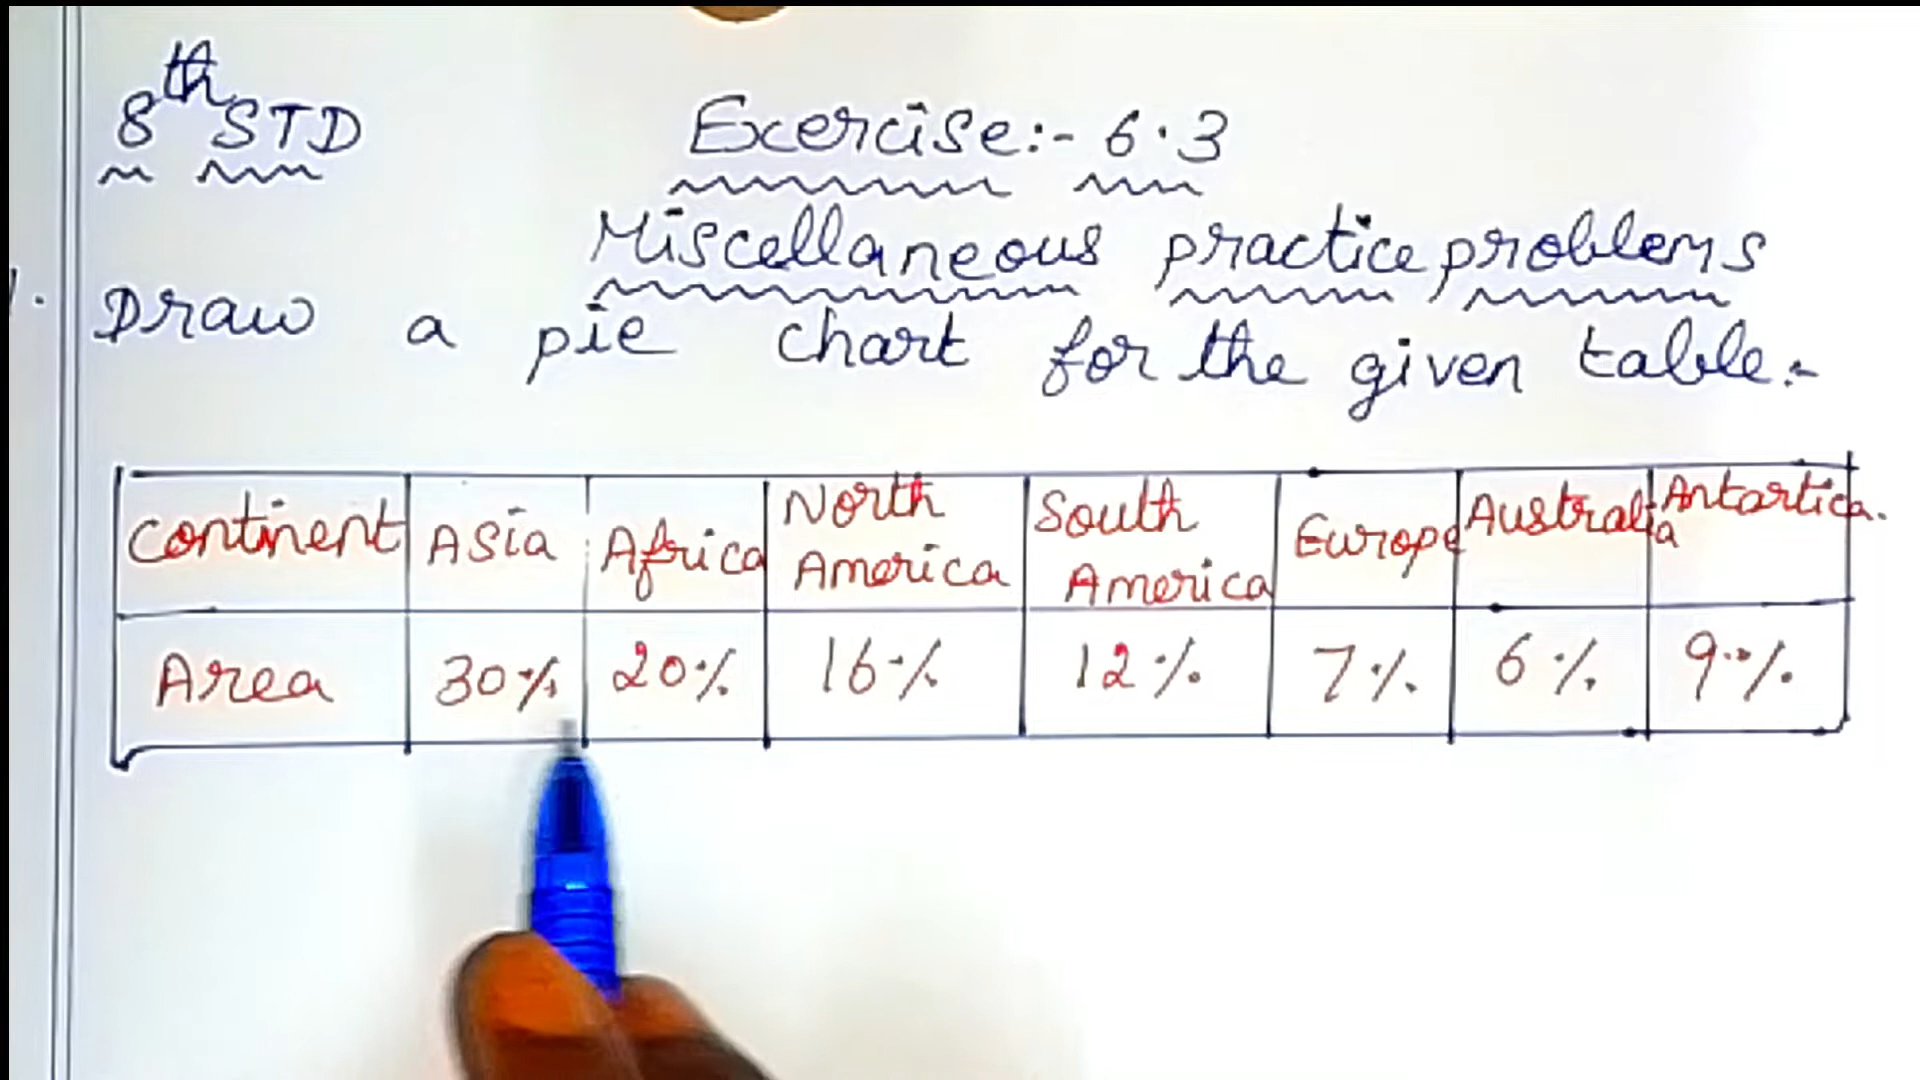 8th STD
Exercise:- 6.3
Miscellaneous practice problems
1. Draw a pie chart for the given table:-
Continent Asia Africa North America South America Europe Australia Antartica.
Area 30% 20% 16% 12% 7% 6% 9%